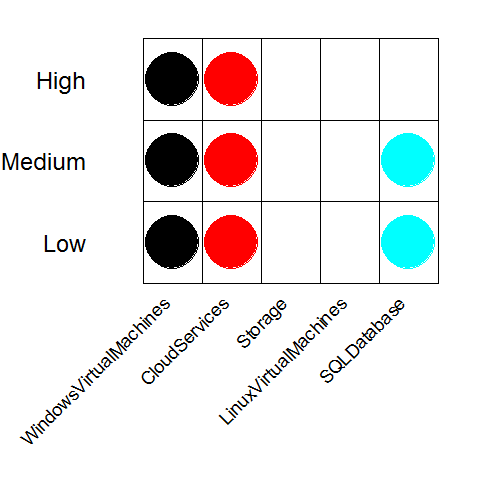 High
Medium
Low
WindowsVirtualMachines
CloudServices
Storage
LinuxVirtualMachines
SQLDatabase